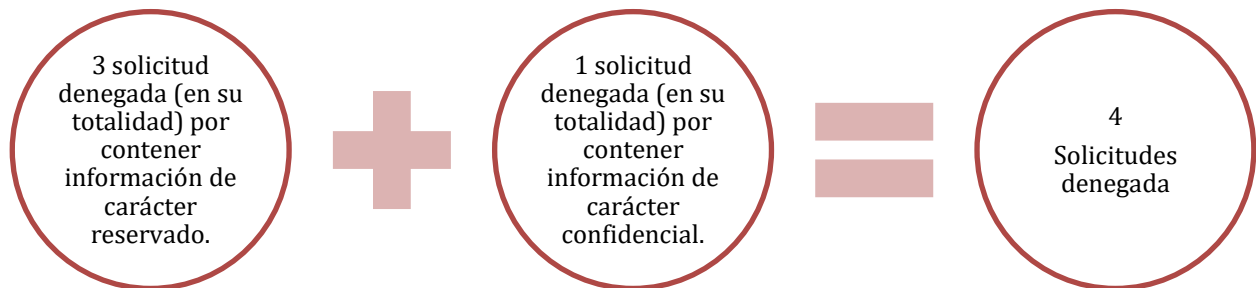 3 solicitud
denegada (en su
totalidad) por
contener
información de
carácter
reservado.
1 solicitud
denegada (en su
totalidad) por
contener
información de
carácter
confidencial.
4
Solicitudes
denegada